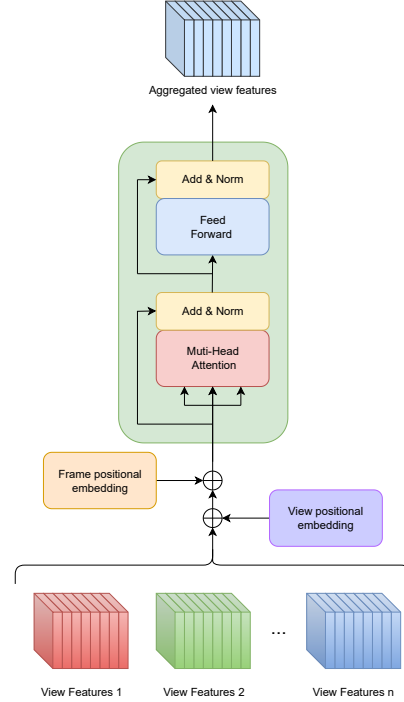 Aggregated view features
Add & Norm
Feed
Forward
Add & Norm
Muti-Head
Attention
Frame positional
embedding
View positional
embedding
...
View Features 1
View Features 2
View Features n